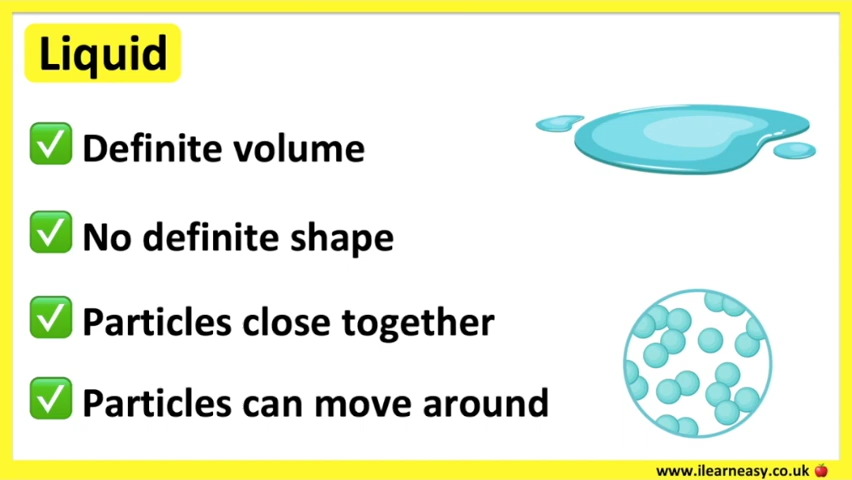 Liquid
Definite volume
No definite shape
Particles close together
Particles can move around
www.ilearneasy.co.uk